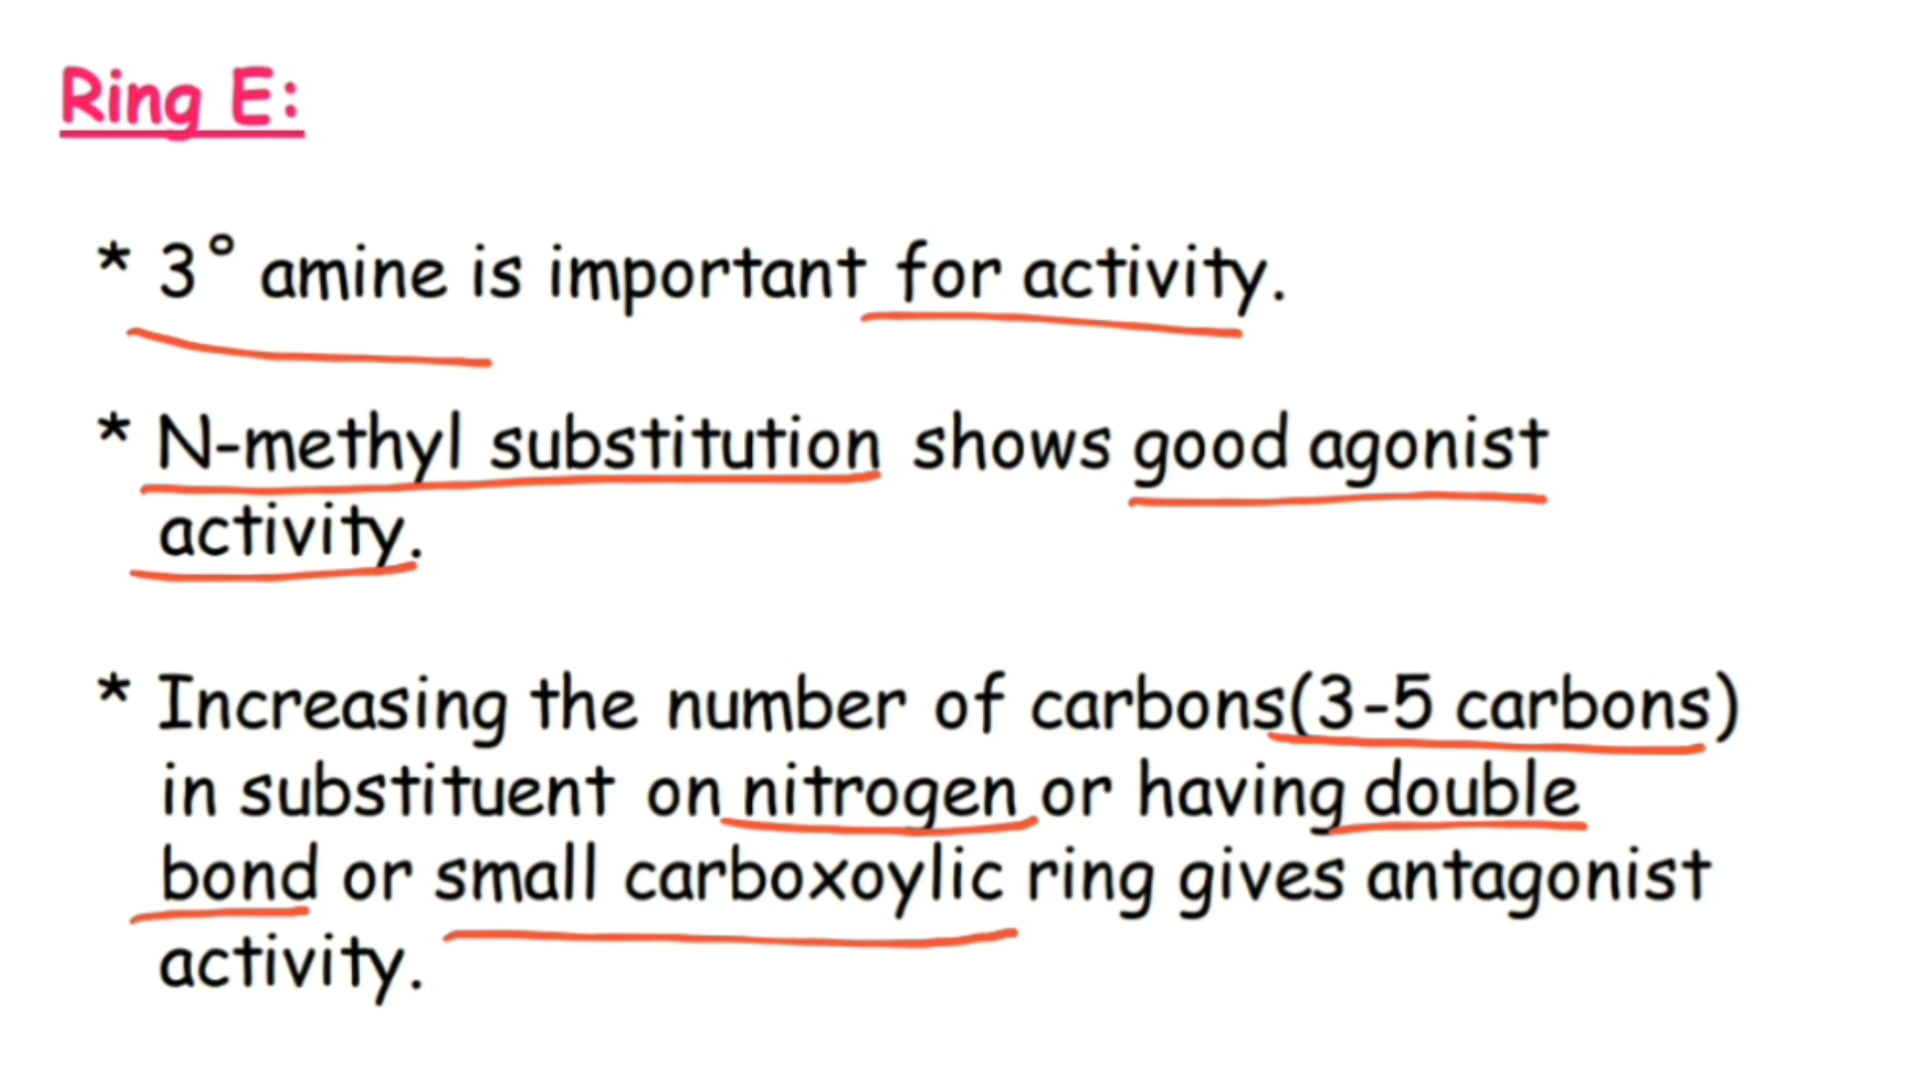 Ring E:
* 3° amine is important for activity.
* N-methyl substitution shows good agonist
activity.
* Increasing the number of carbons(3-5 carbons)
in substituent on nitrogen or having double
bond or small carboxoylic ring gives antagonist
activity.